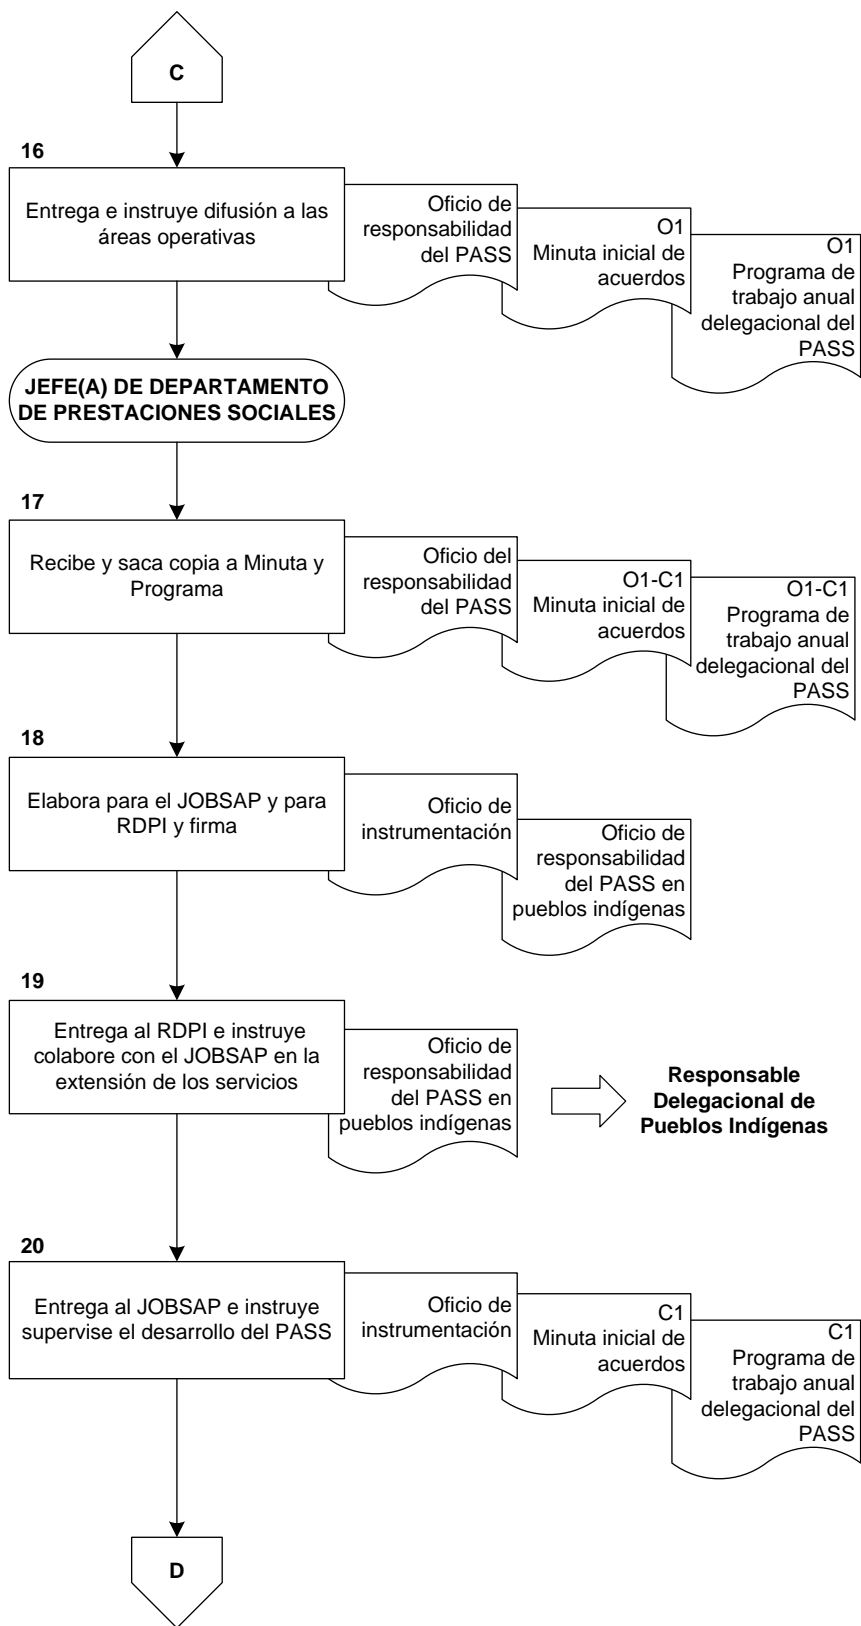 C
16
Entrega e instruye difusión a las
áreas operativas
Oficio de
responsabilidad
del PASS
O1
Minuta inicial de
acuerdos
O1
Programa de
trabajo anual
delegacional del
PASS
JEFE(A) DE DEPARTAMENTO
DE PRESTACIONES SOCIALES
17
Recibe y saca copia a Minuta y
Programa
Oficio del
responsabilidad
del PASS
O1-C1
Minuta inicial de
acuerdos
O1-C1
Programa de
trabajo anual
delegacional del
PASS
18
Elabora para el JOBSAP y para
RDPI y firma
Oficio de
instrumentación
Oficio de
responsabilidad
del PASS en
pueblos indígenas
19
Entrega al RDPI e instruye
colabore con el JOBSAP en la
extensión de los servicios
Oficio de
responsabilidad
del PASS en
pueblos indígenas
Responsable
Delegacional de
Pueblos Indígenas
20
Entrega al JOBSAP e instruye
supervise el desarrollo del PASS
Oficio de
instrumentación
C1
Minuta inicial de
acuerdos
C1
Programa de
trabajo anual
delegacional del
PASS
D